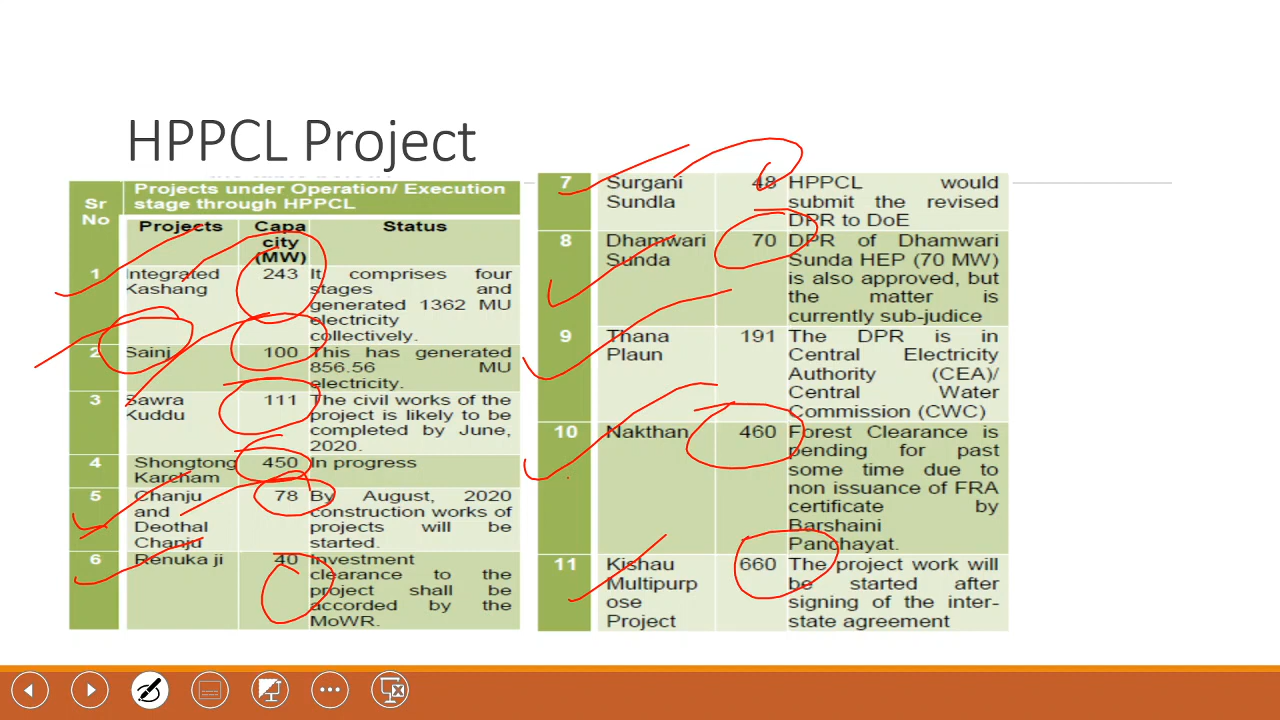 HPPCL Project
Sr No
Projects under Operation/ Execution
stage through HPPCL
Projects Capa city (MW) Status
1 Integrated Kashang 243 It comprises four
stages and
generated 1362 MU
electricity
collectively.
2 Sainj 100 This has generated
856.56 MU
electricity.
3 Sawra Kuddu 111 The civil works of the
project is likely to be
completed by June,
2020.
4 Shongtong Karcham 450 In progress
5 Chanju and Deothal Chanju 78 By August, 2020
construction works of
projects will be
started.
6 Renuka ji 40 Investment
clearance to the
project shall be
accorded by the
MoWR.
7 Surgani Sundla 48 HPPCL would
submit the revised
DPR to DoE
8 Dhamwari Sunda 70 DPR of Dhamwari
Sunda HEP (70 MW)
is also approved, but
the matter is
currently sub-judice
9 Thana Plaun 191 The DPR is in
Central Electricity
Authority (CEA)/
Central Water
Commission (CWC)
10 Nakthan 460 Forest Clearance is
pending for past
some time due to
non issuance of FRA
certificate by
Barshaini
Panchayat.
11 Kishau Multipurp ose Project 660 The project work will
be started after
signing of the inter-
state agreement